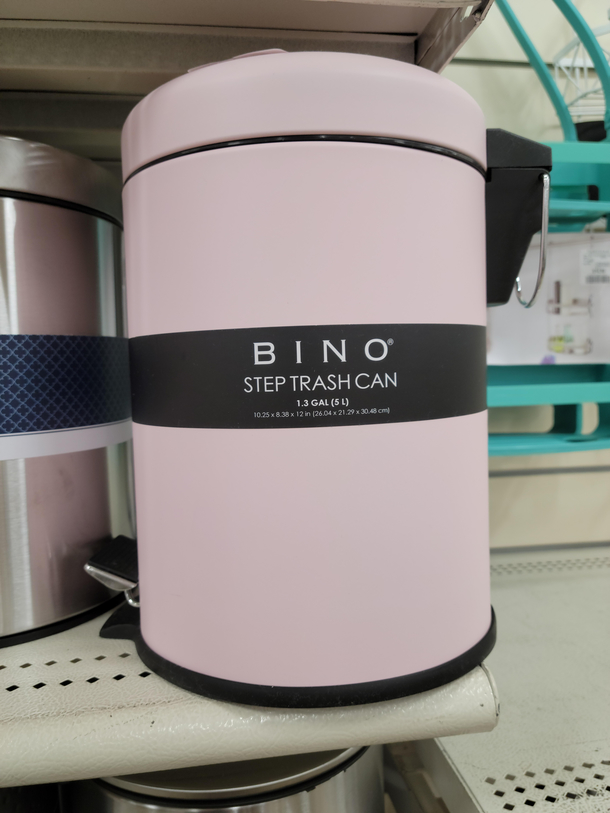 BINO®
STEP TRASH CAN
1.3 GAL (5 L)
10.25 x 8.38 x 12 in (26.04 x 21.29 x 30.48 cm)